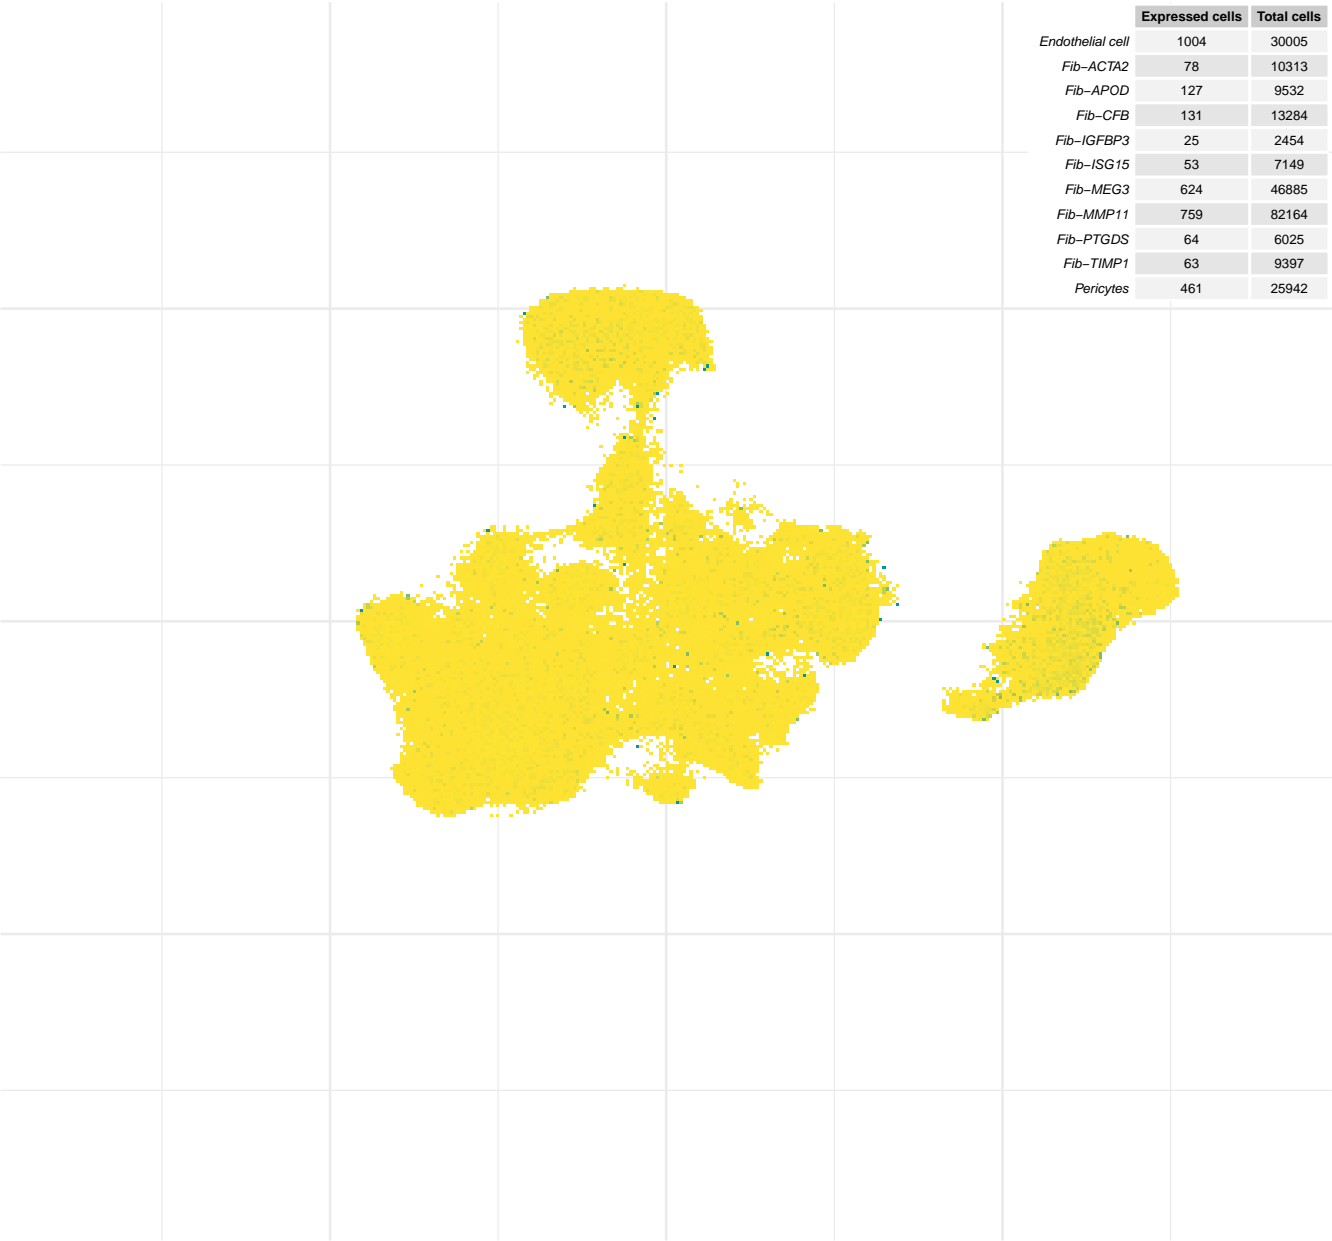 Expressed cells Total cells
Endothelial cell 1004 30005
Fib−ACTA2 78 10313
Fib−APOD 127 9532
Fib−CFB 131 13284
Fib−IGFBP3 25 2454
Fib−ISG15 53 7149
Fib−MEG3 624 46885
Fib−MMP11 759 82164
Fib−PTGDS 64 6025
Fib−TIMP1 63 9397
Pericytes 461 25942